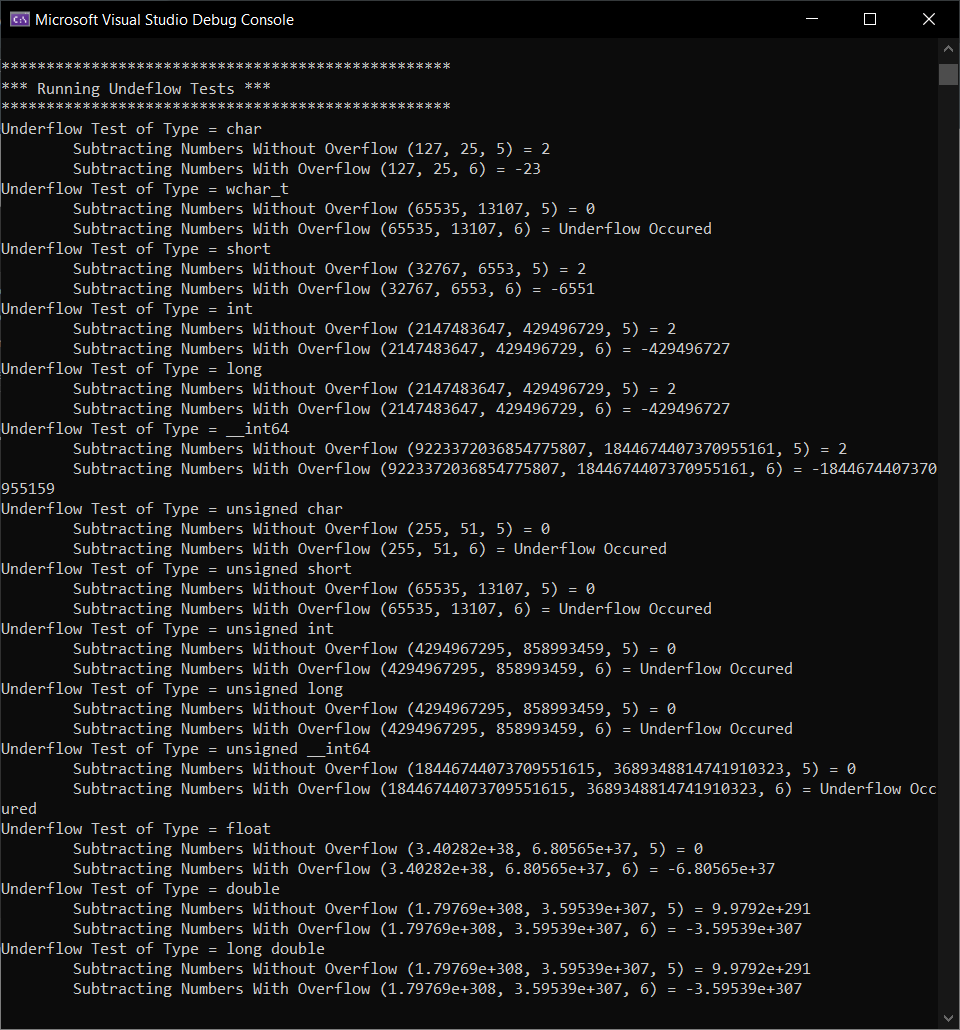 Microsoft Visual Studio Debug Console
**************************************************
*** Running Undeflow Tests ***
**************************************************
Underflow Test of Type = char
Subtracting Numbers Without Overflow (127, 25, 5) = 2
Subtracting Numbers With Overflow (127, 25, 6) = -23
Underflow Test of Type = wchar_t
Subtracting Numbers Without Overflow (65535, 13107, 5) = 0
Subtracting Numbers With Overflow (65535, 13107, 6) = Underflow Occured
Underflow Test of Type = short
Subtracting Numbers Without Overflow (32767, 6553, 5) = 2
Subtracting Numbers With Overflow (32767, 6553, 6) = -6551
Underflow Test of Type = int
Subtracting Numbers Without Overflow (2147483647, 429496729, 5) = 2
Subtracting Numbers With Overflow (2147483647, 429496729, 6) = -429496727
Underflow Test of Type = long
Subtracting Numbers Without Overflow (2147483647, 429496729, 5) = 2
Subtracting Numbers With Overflow (2147483647, 429496729, 6) = -429496727
Underflow Test of Type = __int64
Subtracting Numbers Without Overflow (9223372036854775807, 1844674407370955161, 5) = 2
Subtracting Numbers With Overflow (9223372036854775807, 1844674407370955161, 6) = -1844674407370
955159
Underflow Test of Type = unsigned char
Subtracting Numbers Without Overflow (255, 51, 5) = 0
Subtracting Numbers With Overflow (255, 51, 6) = Underflow Occured
Underflow Test of Type = unsigned short
Subtracting Numbers Without Overflow (65535, 13107, 5) = 0
Subtracting Numbers With Overflow (65535, 13107, 6) = Underflow Occured
Underflow Test of Type = unsigned int
Subtracting Numbers Without Overflow (4294967295, 858993459, 5) = 0
Subtracting Numbers With Overflow (4294967295, 858993459, 6) = Underflow Occured
Underflow Test of Type = unsigned long
Subtracting Numbers Without Overflow (4294967295, 858993459, 5) = 0
Subtracting Numbers With Overflow (4294967295, 858993459, 6) = Underflow Occured
Underflow Test of Type = unsigned __int64
Subtracting Numbers Without Overflow (18446744073709551615, 3689348814741910323, 5) = 0
Subtracting Numbers With Overflow (18446744073709551615, 3689348814741910323, 6) = Underflow Occ
ured
Underflow Test of Type = float
Subtracting Numbers Without Overflow (3.40282e+38, 6.80565e+37, 5) = 0
Subtracting Numbers With Overflow (3.40282e+38, 6.80565e+37, 6) = -6.80565e+37
Underflow Test of Type = double
Subtracting Numbers Without Overflow (1.79769e+308, 3.59539e+307, 5) = 9.9792e+291
Subtracting Numbers With Overflow (1.79769e+308, 3.59539e+307, 6) = -3.59539e+307
Underflow Test of Type = long double
Subtracting Numbers Without Overflow (1.79769e+308, 3.59539e+307, 5) = 9.9792e+291
Subtracting Numbers With Overflow (1.79769e+308, 3.59539e+307, 6) = -3.59539e+307